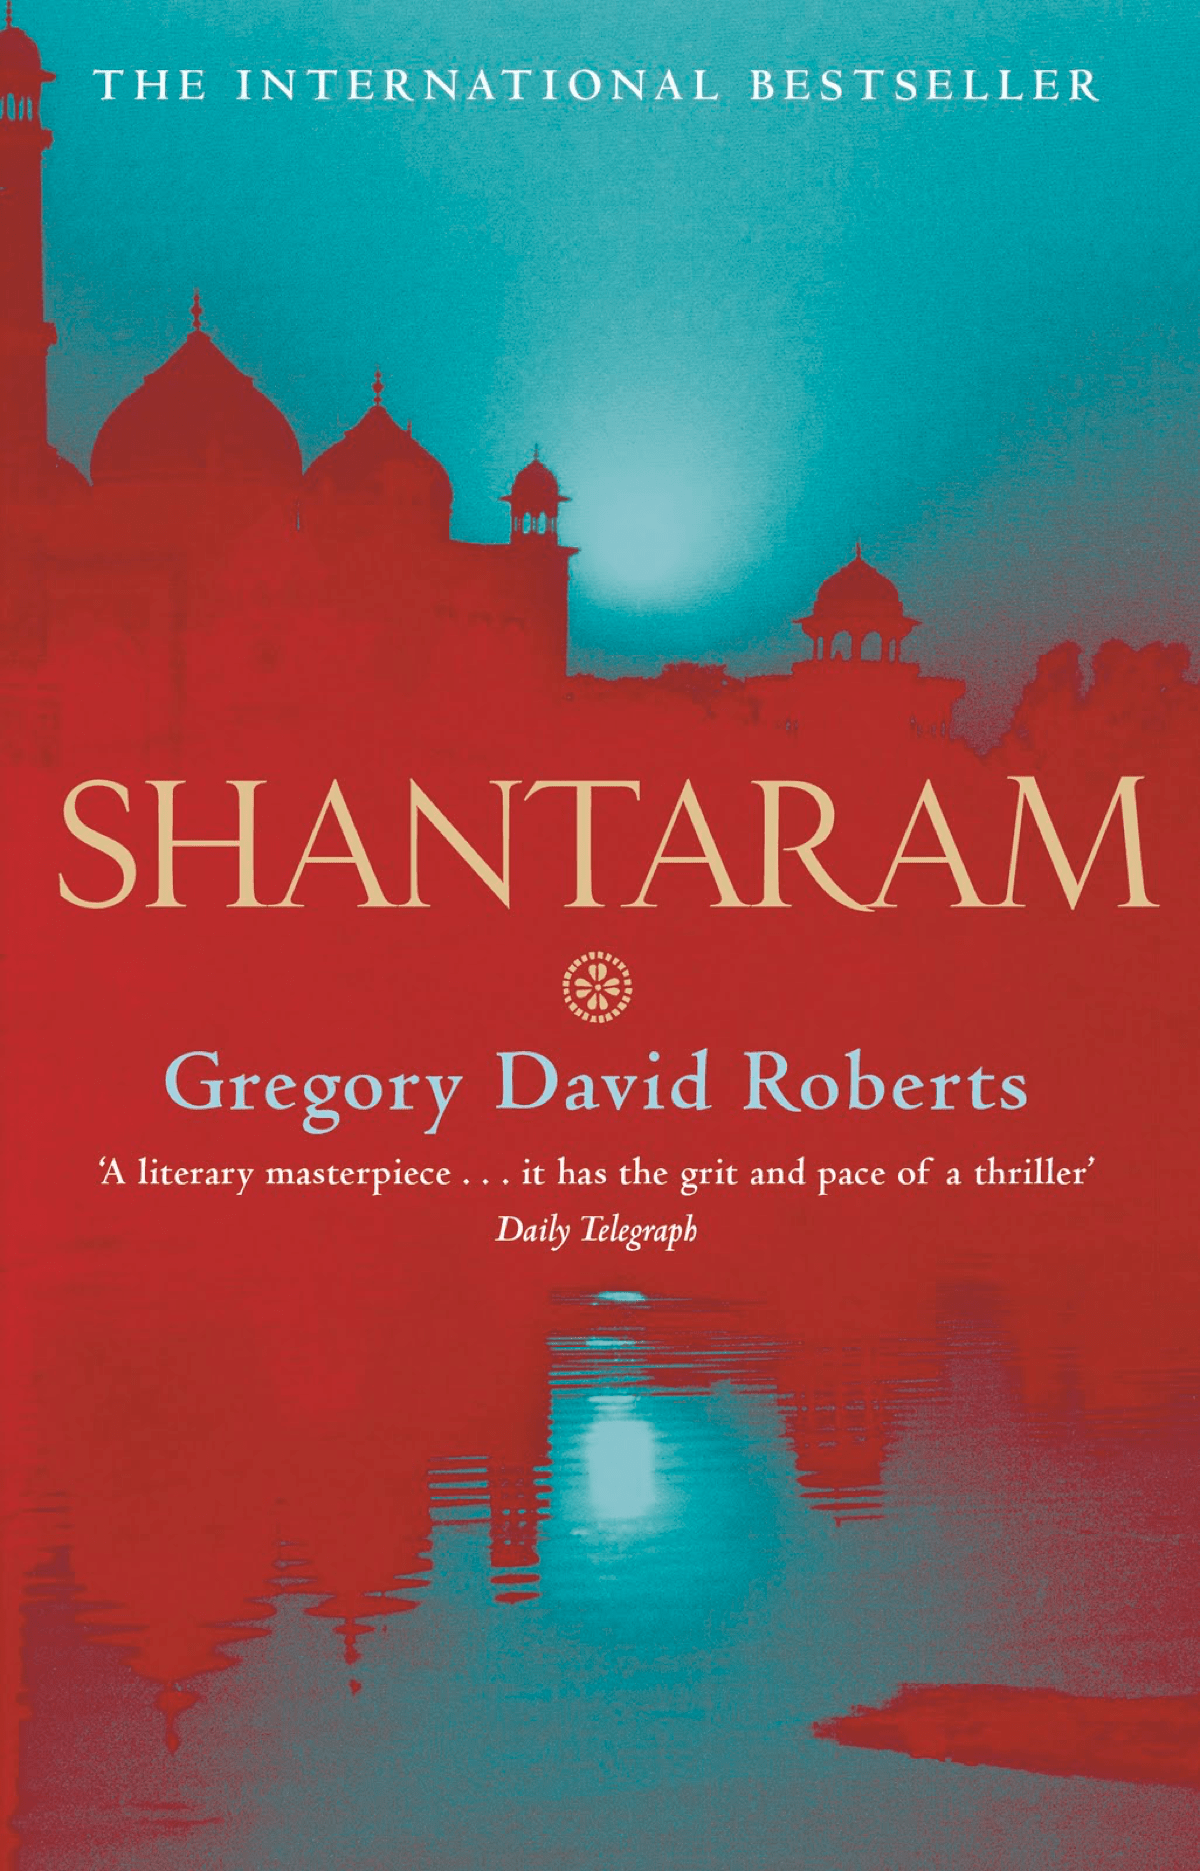 THE INTERNATIONAL BESTSELLER
SHANTARAM
Gregory David Roberts
‘A literary masterpiece . . . it has the grit and pace of a thriller’
Daily Telegraph